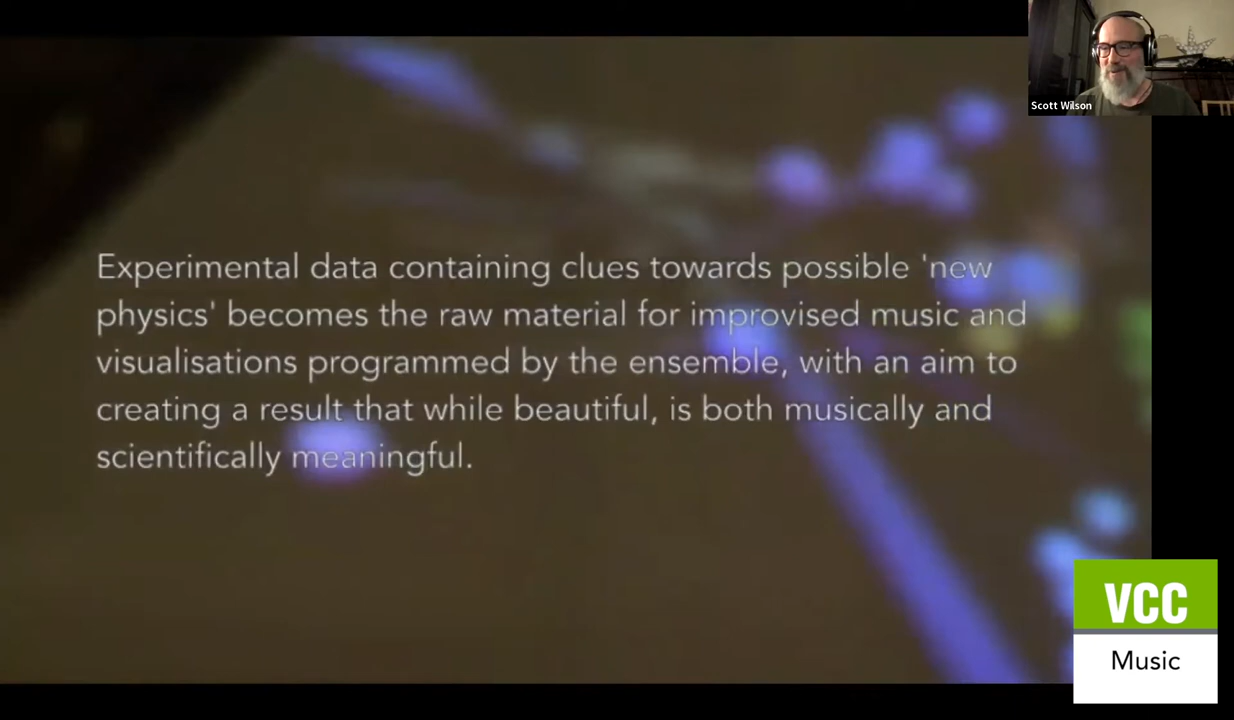 Scott Wilson
Experimental data containing clues towards possible 'new
physics' becomes the raw material for improvised music and
visualisations programmed by the ensemble, with an aim to
creating a result that while beautiful, is both musically and
scientifically meaningful.
VCC
Music